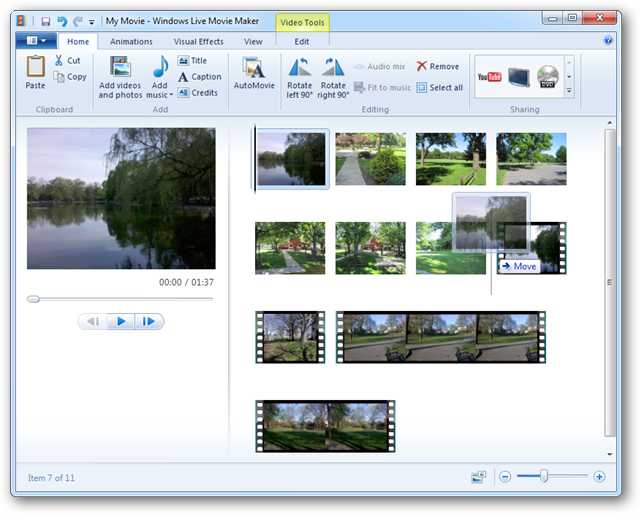 My Movie - Windows Live Movie Maker
Video Tools
Home
Animations
Visual Effects
View
Edit
Paste
Cut
Copy
Clipboard
Add videos
and photos
Add
music
Title
Caption
Credits
Add
AutoMovie
Rotate
left 90°
Rotate
right 90°
Audio mix
Fit to music
Remove
Select all
Editing
YouTube
DVD
Sharing
00:00 / 01:37
Move
Item 7 of 11